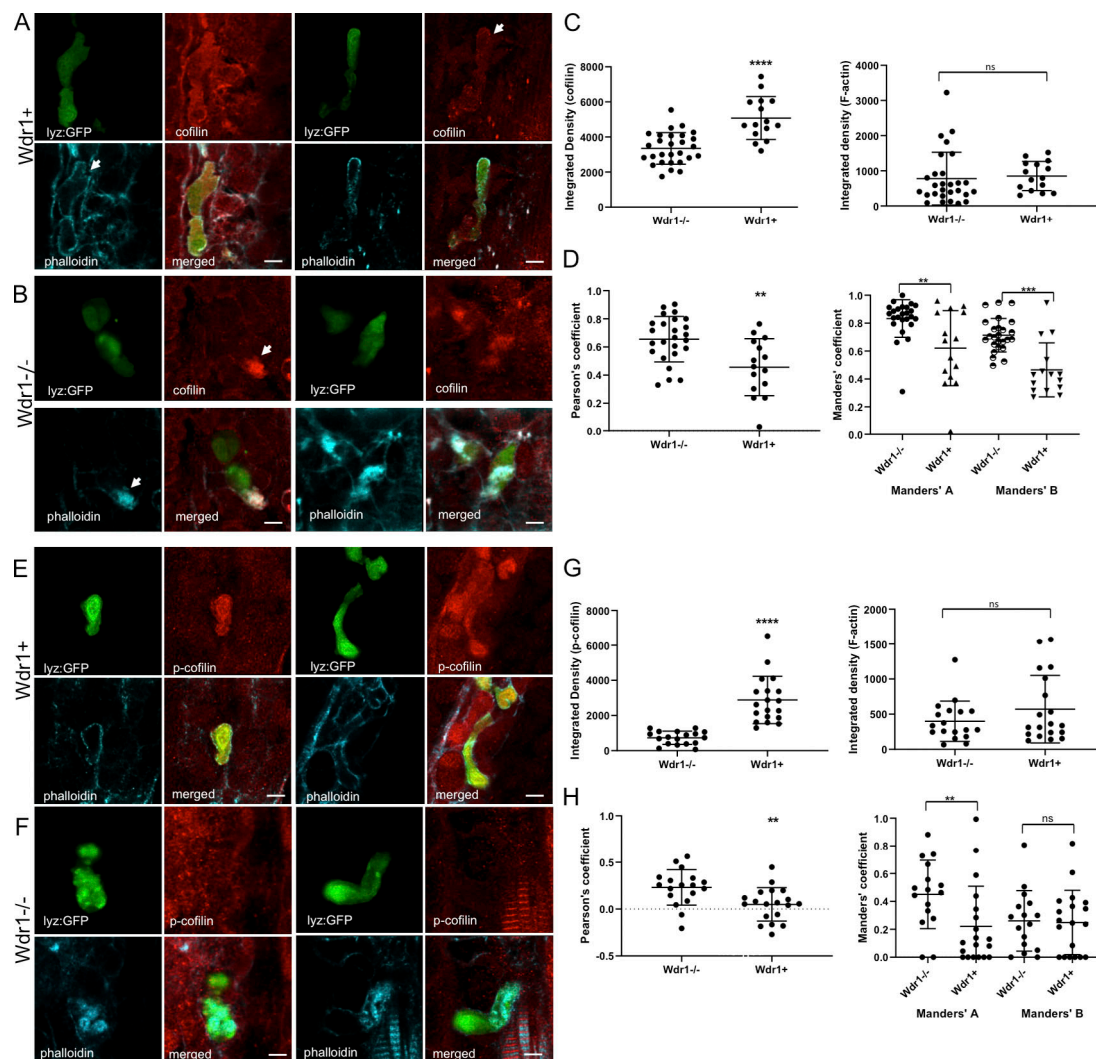 A
Wdr1+
lyz:GFP
cofilin
lyz:GFP
cofilin
phalloidin
merged
phalloidin
merged
B
Wdr1-/-
lyz:GFP
cofilin
lyz:GFP
cofilin
phalloidin
merged
phalloidin
merged
C
Integrated Density (cofilin)
8000
6000
4000
2000
0
****
Wdr1-/-
Wdr1+
Integrated density (F-actin)
4000
3000
2000
1000
0
ns
Wdr1-/-
Wdr1+
D
Pearson's coefficient
1.0
0.8
0.6
0.4
0.2
0.0
**
Wdr1-/-
Wdr1+
Manders' coefficient
1.0
0.8
0.6
0.4
0.2
0.0
**
***
Wdr1-/-
Wdr1+
Wdr1-/-
Wdr1+
Manders' A
Manders' B
E
Wdr1+
lyz:GFP
p-cofilin
lyz:GFP
p-cofilin
phalloidin
merged
phalloidin
merged
F
Wdr1-/-
lyz:GFP
p-cofilin
lyz:GFP
p-cofilin
phalloidin
merged
phalloidin
merged
G
Integrated Density (p-cofilin)
8000
6000
4000
2000
0
****
Wdr1-/-
Wdr1+
Integrated density (F-actin)
2000
1500
1000
500
0
ns
Wdr1-/-
Wdr1+
H
Pearson's coefficient
1.0
0.5
0.0
-0.5
**
Wdr1-/-
Wdr1+
Manders' coefficient
1.0
0.8
0.6
0.4
0.2
0.0
**
ns
Wdr1-/-
Wdr1+
Wdr1-/-
Wdr1+
Manders' A
Manders' B